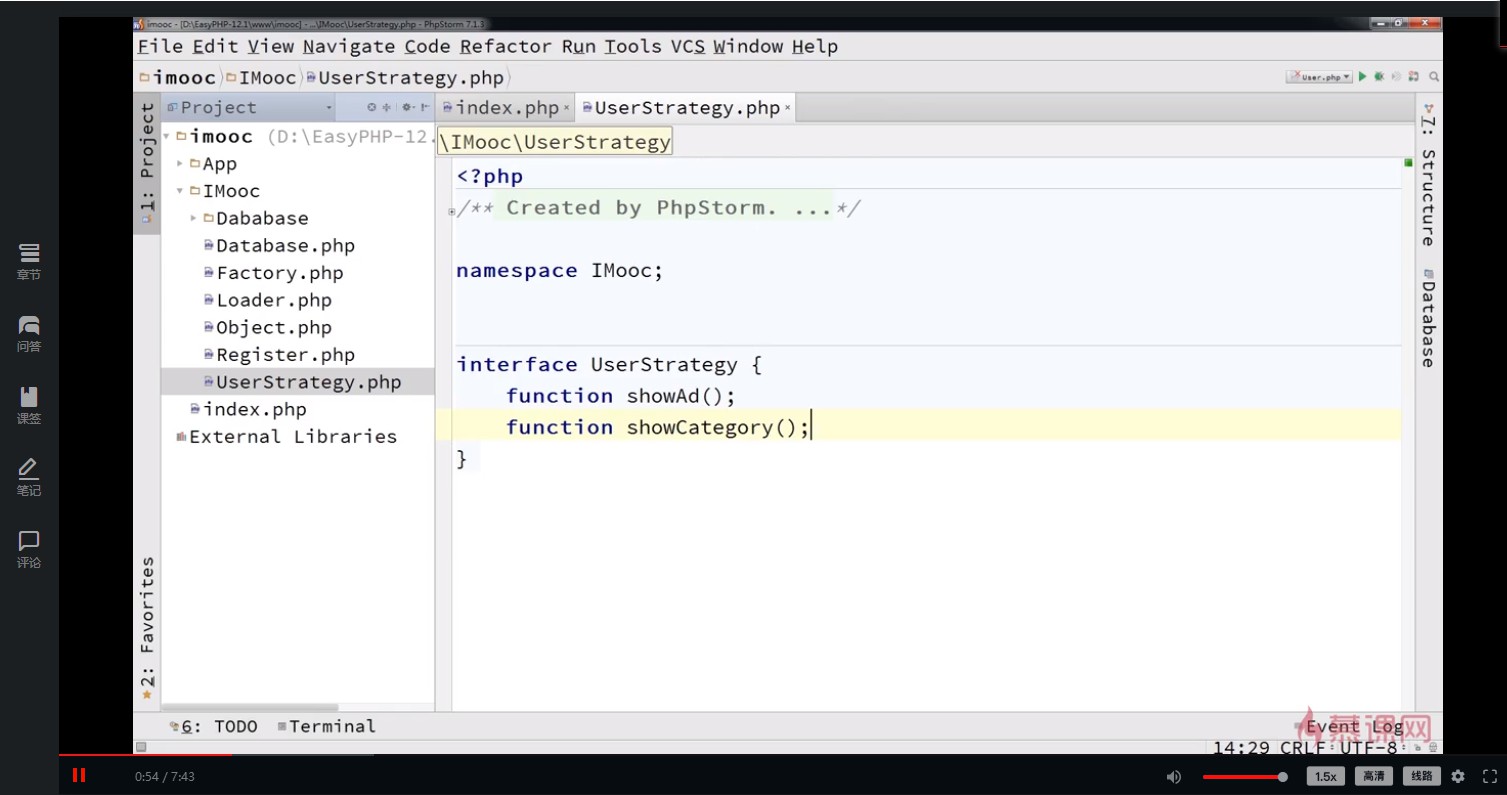 imooc - [D:\EasyPHP-12.1\www\imooc] - ...\IMooc\UserStrategy.php - PhpStorm 7.1.3
File Edit View Navigate Code Refactor Run Tools VCS Window Help
imooc IMooc UserStrategy.php
User.php
1: Project
Project
index.php
UserStrategy.php
\IMooc\UserStrategy
imooc (D:\EasyPHP-12.
App
IMooc
Dababase
Database.php
Factory.php
Loader.php
Object.php
Register.php
UserStrategy.php
index.php
External Libraries
<?php
/** Created by PhpStorm. ...*/
namespace IMooc;
interface UserStrategy {
function showAd();
function showCategory();
}
7: Structure
Database
章节
问答
课签
笔记
评论
2: Favorites
6: TODO
Terminal
Event Log
慕课网
14:29 CRLF UTF-8
0:54 / 7:43
1.5x
高清
线路